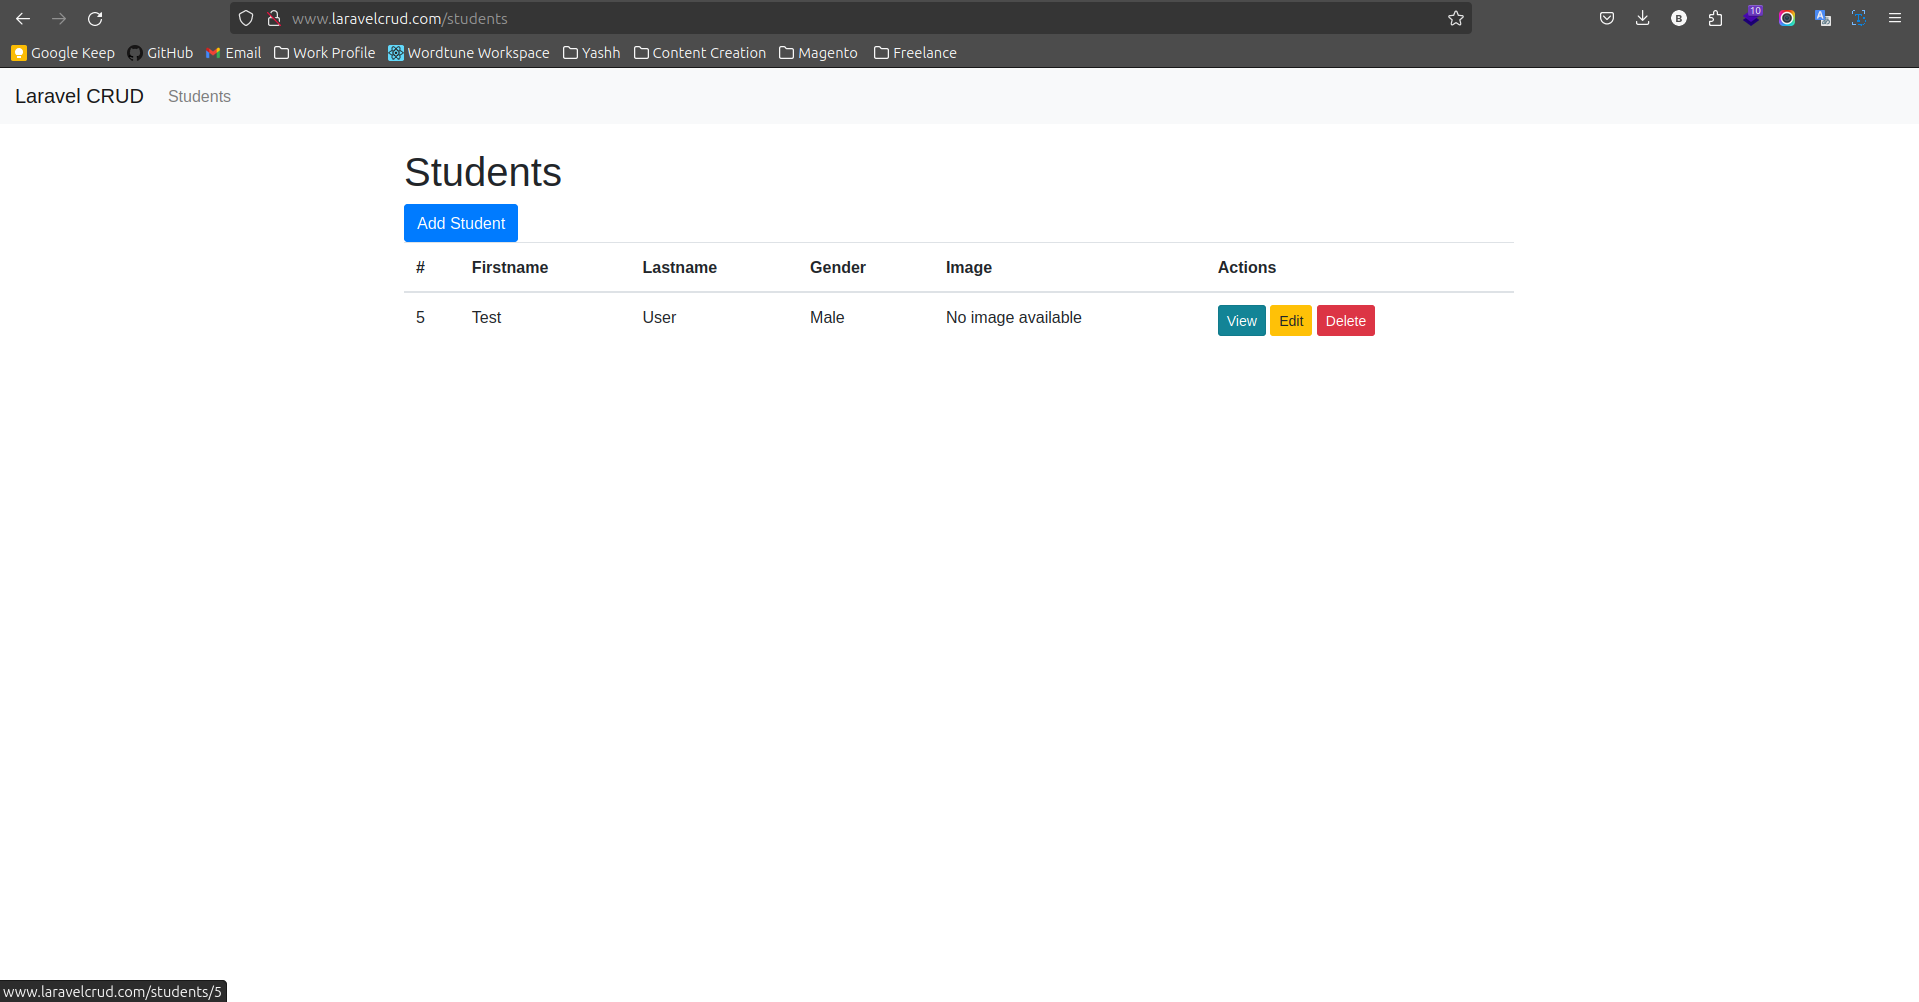 www.laravelcrud.com/students
B
10
Google Keep GitHub Email Work Profile Wordtune Workspace Yashh Content Creation Magento Freelance
Laravel CRUD Students
Students
Add Student
# Firstname Lastname Gender Image Actions
5 Test User Male No image available View Edit Delete
www.laravelcrud.com/students/5